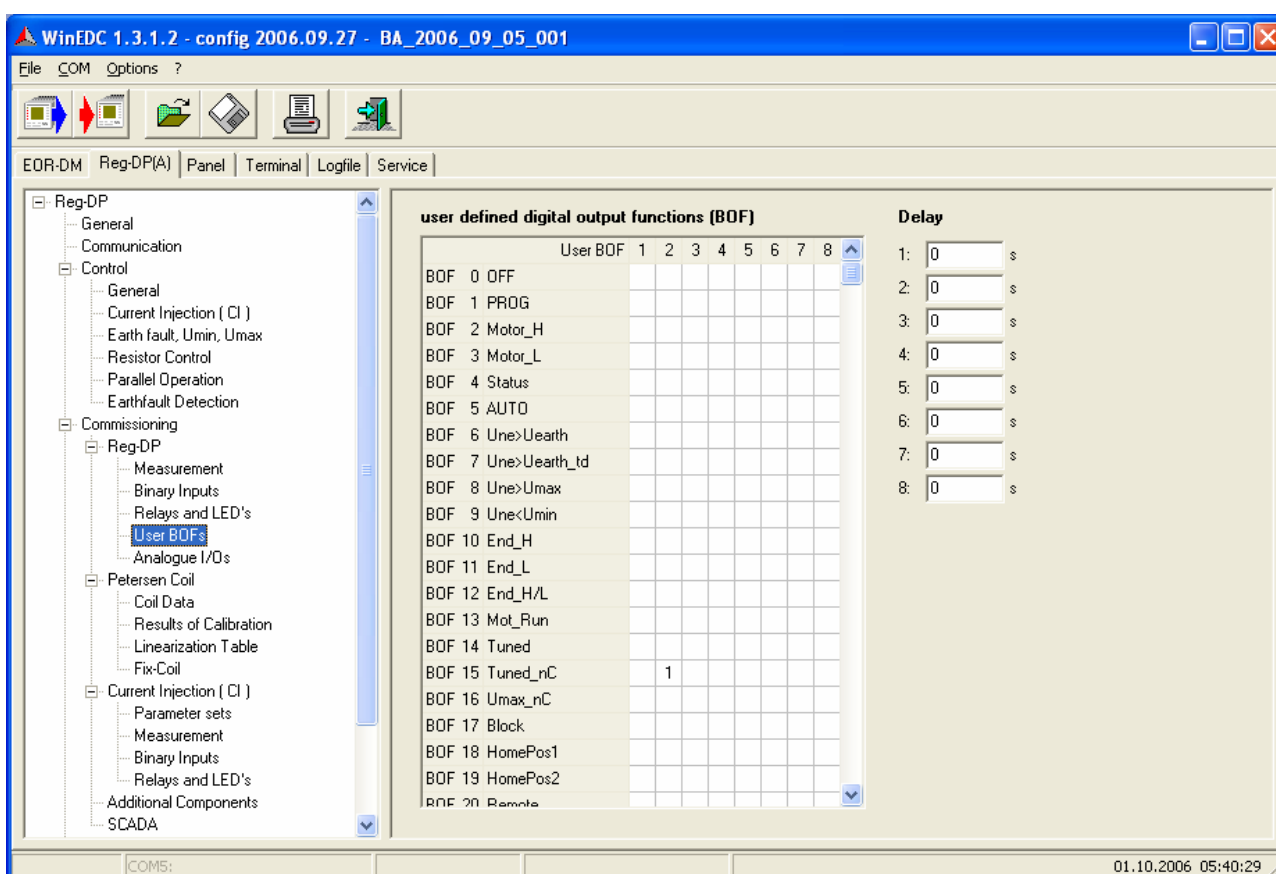 WinEDC 1.3.1.2 - config 2006.09.27 - BA_2006_09_05_001
File COM Options ?
EOR-DM Reg-DP(A) Panel Terminal Logfile Service
Reg-DP
General
Communication
Control
General
Current Injection ( CI )
Earth fault, Umin, Umax
Resistor Control
Parallel Operation
Earthfault Detection
Commissioning
Reg-DP
Measurement
Binary Inputs
Relays and LED's
User BOFs
Analogue I/Os
Petersen Coil
Coil Data
Results of Calibration
Linearization Table
Fix-Coil
Current Injection ( CI )
Parameter sets
Measurement
Binary Inputs
Relays and LED's
Additional Components
SCADA
user defined digital output functions (BOF)
User BOF 1 2 3 4 5 6 7 8
BOF 0 OFF
BOF 1 PROG
BOF 2 Motor_H
BOF 3 Motor_L
BOF 4 Status
BOF 5 AUTO
BOF 6 Une>Uearth
BOF 7 Une>Uearth_td
BOF 8 Une>Umax
BOF 9 Une<Umin
BOF 10 End_H
BOF 11 End_L
BOF 12 End_H/L
BOF 13 Mot_Run
BOF 14 Tuned
BOF 15 Tuned_nC 1
BOF 16 Umax_nC
BOF 17 Block
BOF 18 HomePos1
BOF 19 HomePos2
BOF 20 Remote
Delay
1: 0 s
2: 0 s
3: 0 s
4: 0 s
5: 0 s
6: 0 s
7: 0 s
8: 0 s
COM5:
01.10.2006 05:40:29